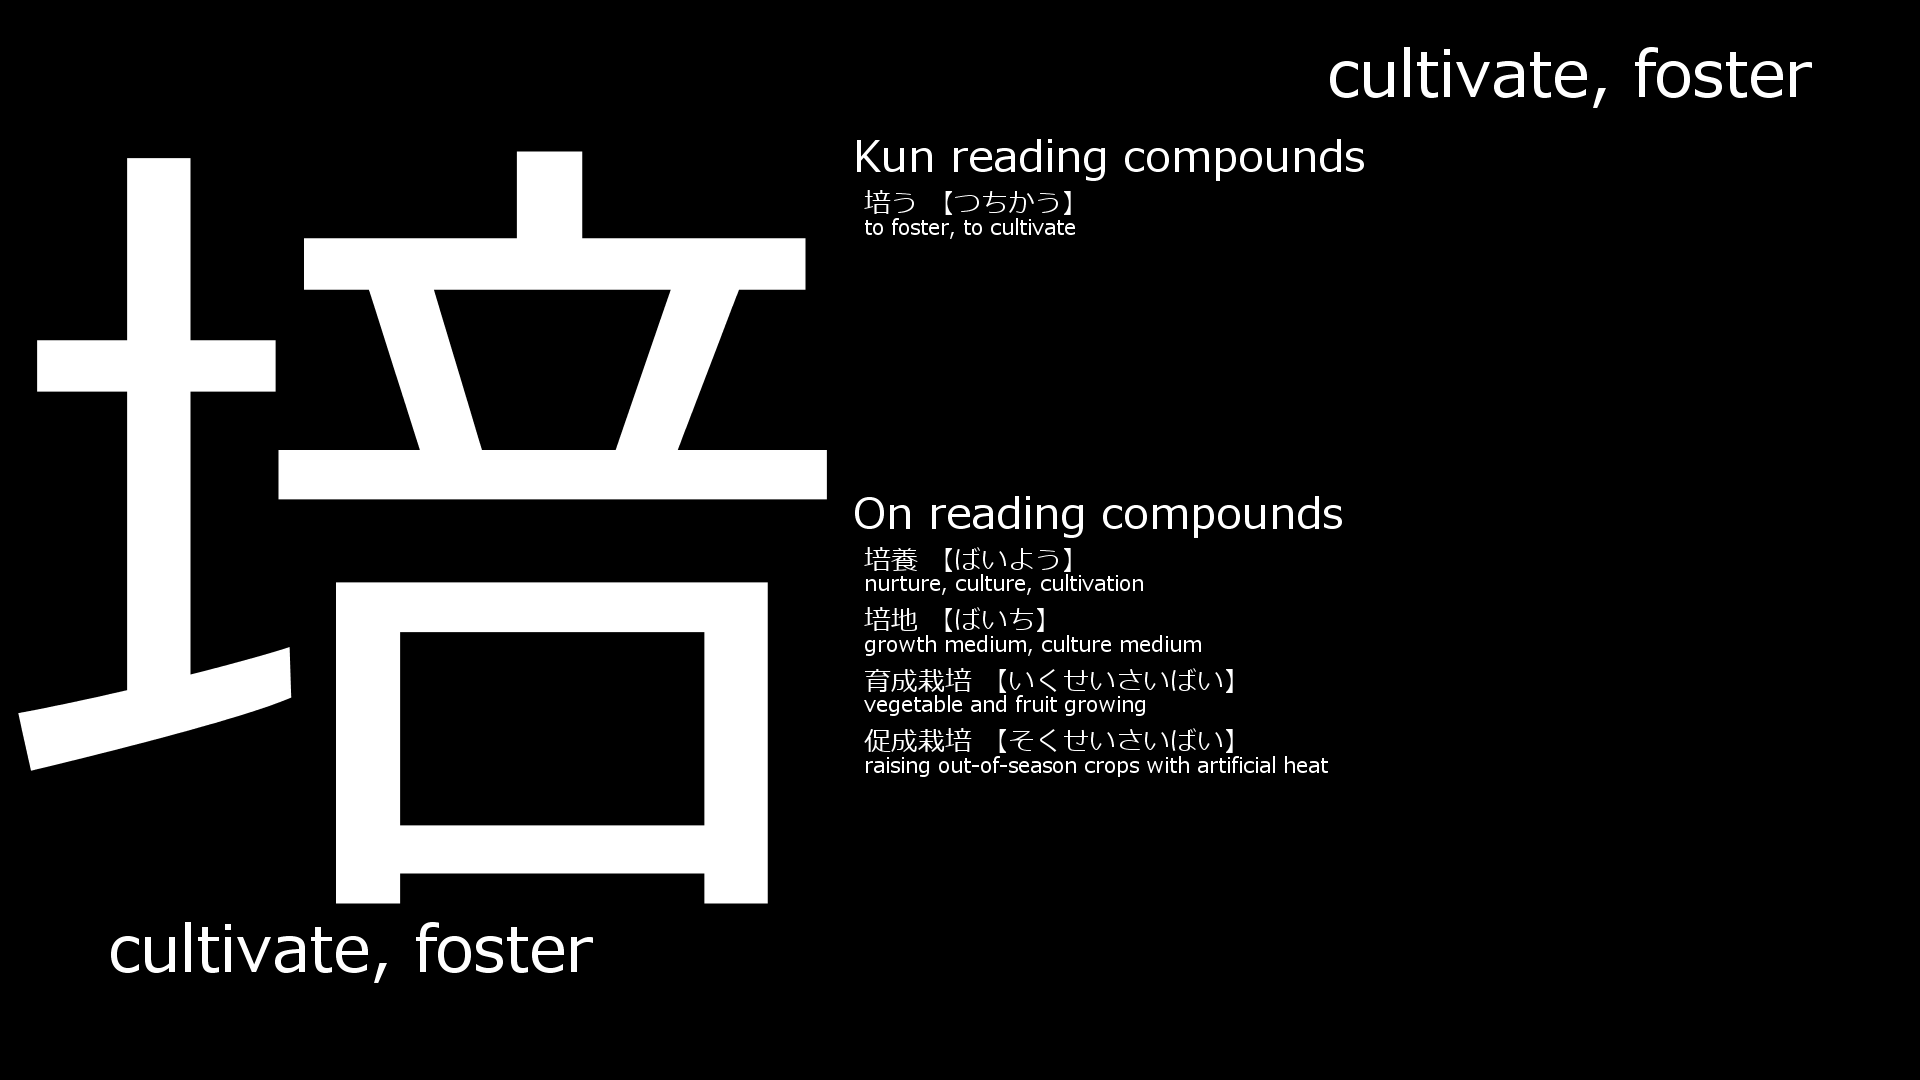 cultivate, foster
培
Kun reading compounds
培う 【つちかう】
to foster, to cultivate
On reading compounds
培養 【ばいよう】
nurture, culture, cultivation
培地 【ばいち】
growth medium, culture medium
育成栽培 【いくせいさいばい】
vegetable and fruit growing
促成栽培 【そくせいさいばい】
raising out-of-season crops with artificial heat
cultivate, foster